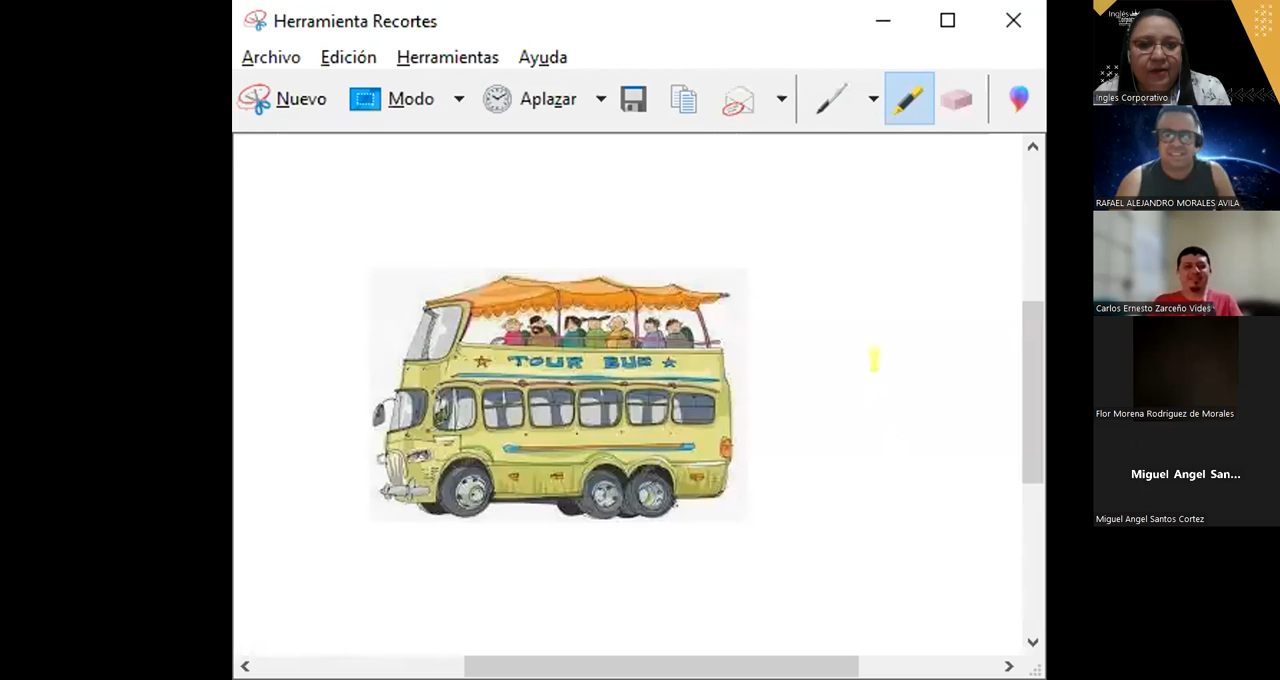 Herramienta Recortes
Archivo Edición Herramientas Ayuda
Nuevo Modo Aplazar
TOUR BUS
Inglés
Ingles Corporativo
RAFAEL ALEJANDRO MORALES AVILA
Carlos Ernesto Zarceño Vides
Flor Morena Rodriguez de Morales
Miguel Angel San...
Miguel Angel Santos Cortez